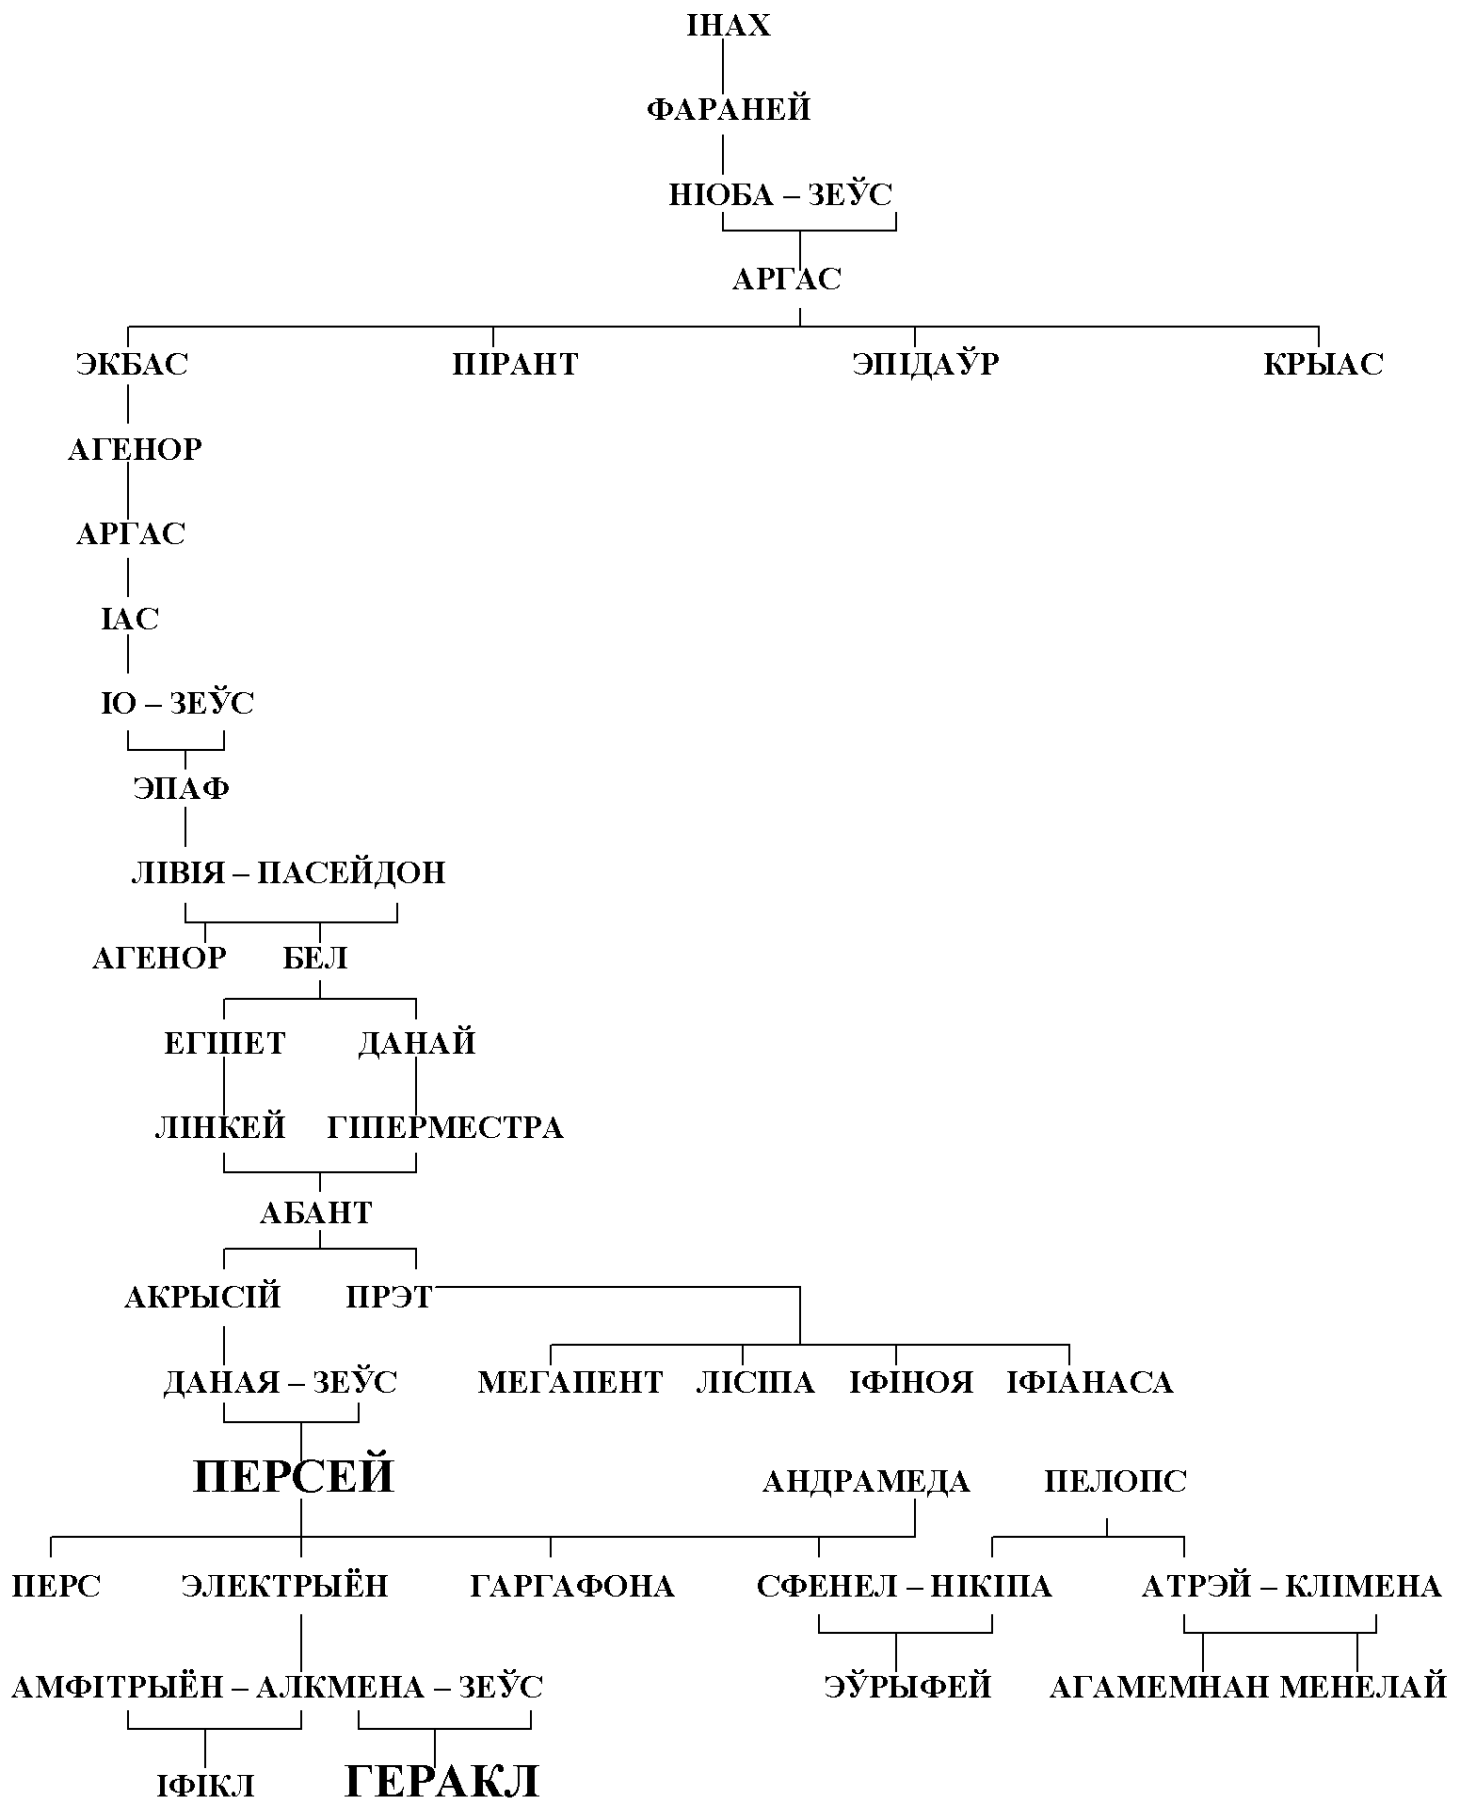 ІНАХ
ФАРАНЕЙ
НІОБА – ЗЕЎС
АРГАС
ЭКБАС ПІРАНТ ЭПІДАЎР КРЫАС
АГЕНОР
АРГАС
ІАС
ІО – ЗЕЎС
ЭПАФ
ЛІВІЯ – ПАСЕЙДОН
АГЕНОР БЕЛ
ЕГІПЕТ ДАНАЙ
ЛІНКЕЙ ГІПЕРМЕСТРА
АБАНТ
АКРЫСІЙ ПРЭТ
ДАНАЯ – ЗЕЎС МЕГАПЕНТ ЛІСІПА ІФІНОЯ ІФІАНАСА
ПЕРСЕЙ АНДРАМЕДА ПЕЛОПС
ПЕРС ЭЛЕКТРЫЁН ГАРГАФОНА СФЕНЕЛ – НІКІПА АТРЭЙ – КЛІМЕНА
АМФІТРЫЁН – АЛКМЕНА – ЗЕЎС ЭЎРЫФЕЙ АГАМЕМНАН МЕНЕЛАЙ
ІФІКЛ ГЕРАКЛ